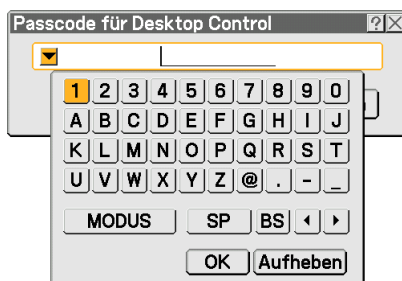 Passcode für Desktop Control ? X
1 2 3 4 5 6 7 8 9 0
A B C D E F G H I J
K L M N O P Q R S T
U V W X Y Z @ . - _
MODUS SP BS
OK Aufheben